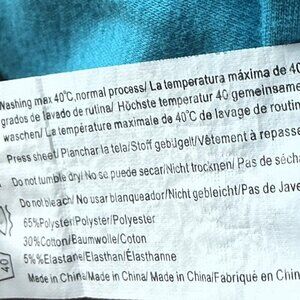 Washing max 40°C,normal process/ La temperatura máxima de 40
grados de lavado de rutina/ Höchste temperatur 40 gemeinsame
waschen/ La température maximale de 40°C de lavage de routin
Press sheet/ Planchar la tela/Stoff gebügelt/Vêtement à repasse
Do not tumble dry/ No se puede secar/Nicht trocknen/ Pas de sécha
Do not bleach/ No usar blanqueador/Nicht gebleicht/ Pas de Jave
65%Polyster/Polyster/Polyester
30%Cotton/Baumwolle/Coton
5%%Elastane/Elasthan/Élasthanne
Made in China/Made in China/ Made in China/Fabriqué en Chin
40